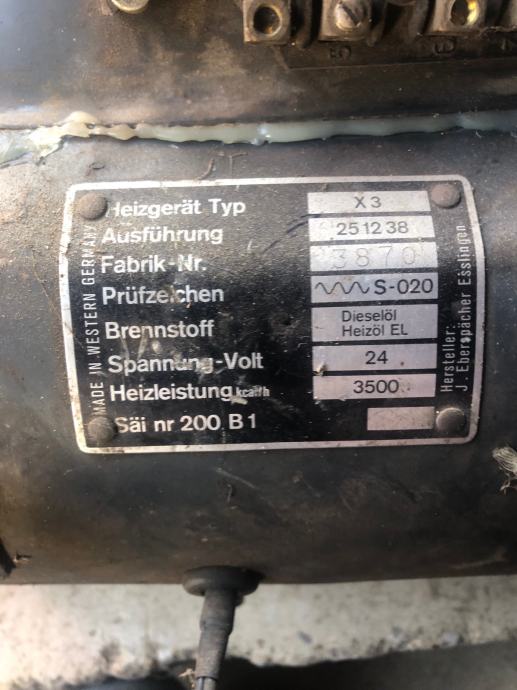 Heizgerät Typ X 3
Ausführung 25 12 38
Fabrik-Nr. 3870
Prüfzeichen S-020
Brennstoff Dieselöl Heizöl EL
Spannung-Volt 24
Heizleistung kcal/h 3500
Säi nr 200 B 1
MADE IN WESTERN GERMANY
Hersteller:
J. Eberspächer Esslingen